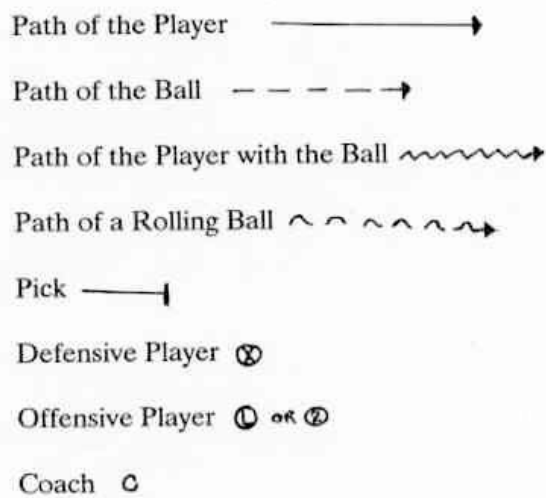 Path of the Player
Path of the Ball
Path of the Player with the Ball
Path of a Rolling Ball
Pick
Defensive Player Ⓧ
Offensive Player ① OR ②
Coach C